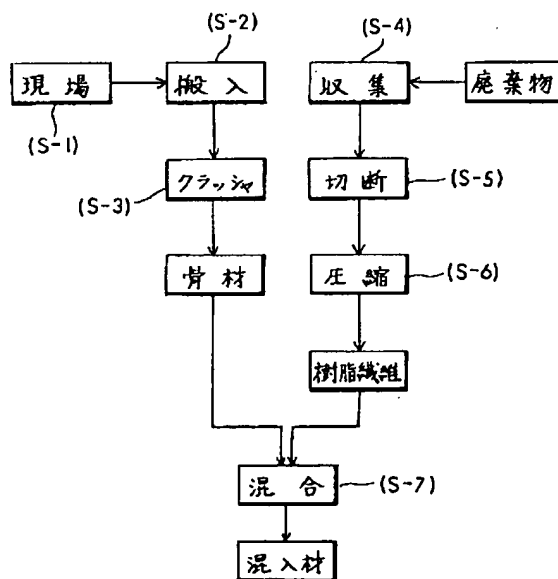 (S-2)
(S-4)
現場
搬入
収集
廃棄物
(S-1)
クラッシャ
切断
(S-5)
(S-3)
骨材
圧縮
(S-6)
樹脂繊維
混合
(S-7)
混入材